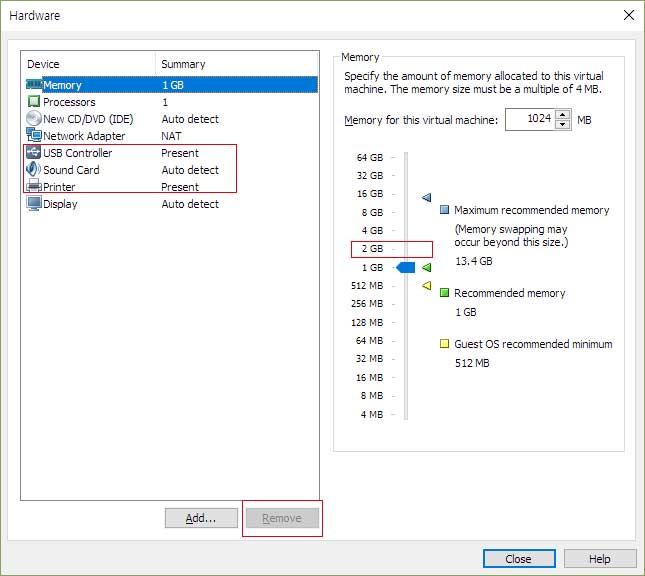 Hardware
Device Summary
Memory 1 GB
Processors 1
New CD/DVD (IDE) Auto detect
Network Adapter NAT
USB Controller Present
Sound Card Auto detect
Printer Present
Display Auto detect
Add...
Remove
Memory
Specify the amount of memory allocated to this virtual
machine. The memory size must be a multiple of 4 MB.
Memory for this virtual machine: 1024 MB
64 GB
32 GB
16 GB
8 GB
4 GB
2 GB
1 GB
512 MB
256 MB
128 MB
64 MB
32 MB
16 MB
8 MB
4 MB
Maximum recommended memory
(Memory swapping may
occur beyond this size.)
13.4 GB
Recommended memory
1 GB
Guest OS recommended minimum
512 MB
Close
Help